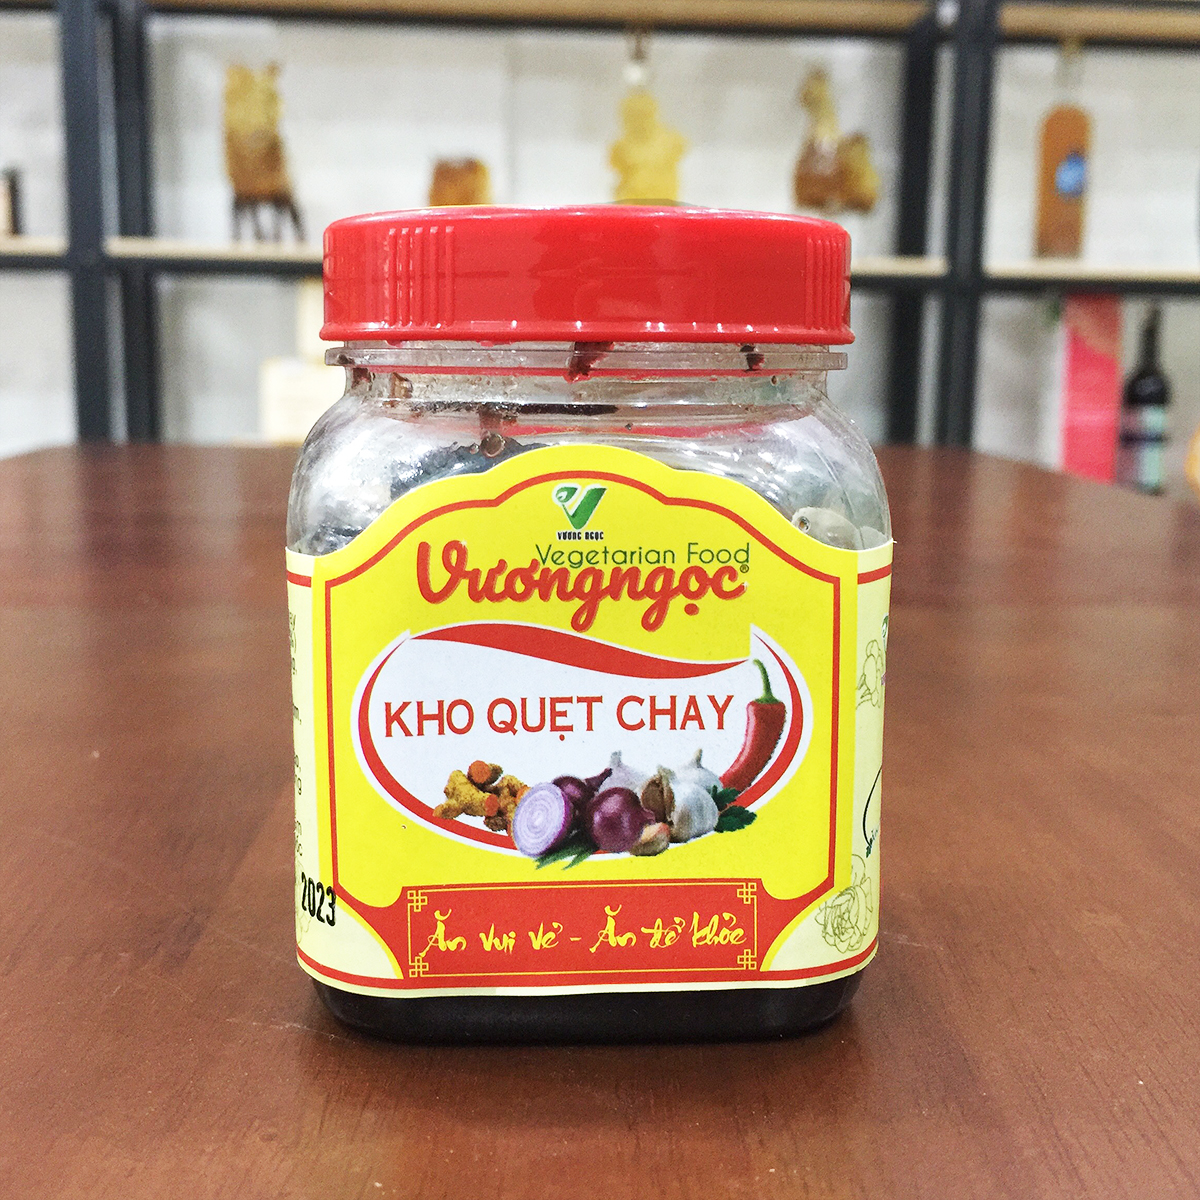 VƯƠNG NGỌC
Vegetarian Food
Vươngngọc®
KHO QUẸT CHAY
2023
Ăn vui vẻ - Ăn để khỏe